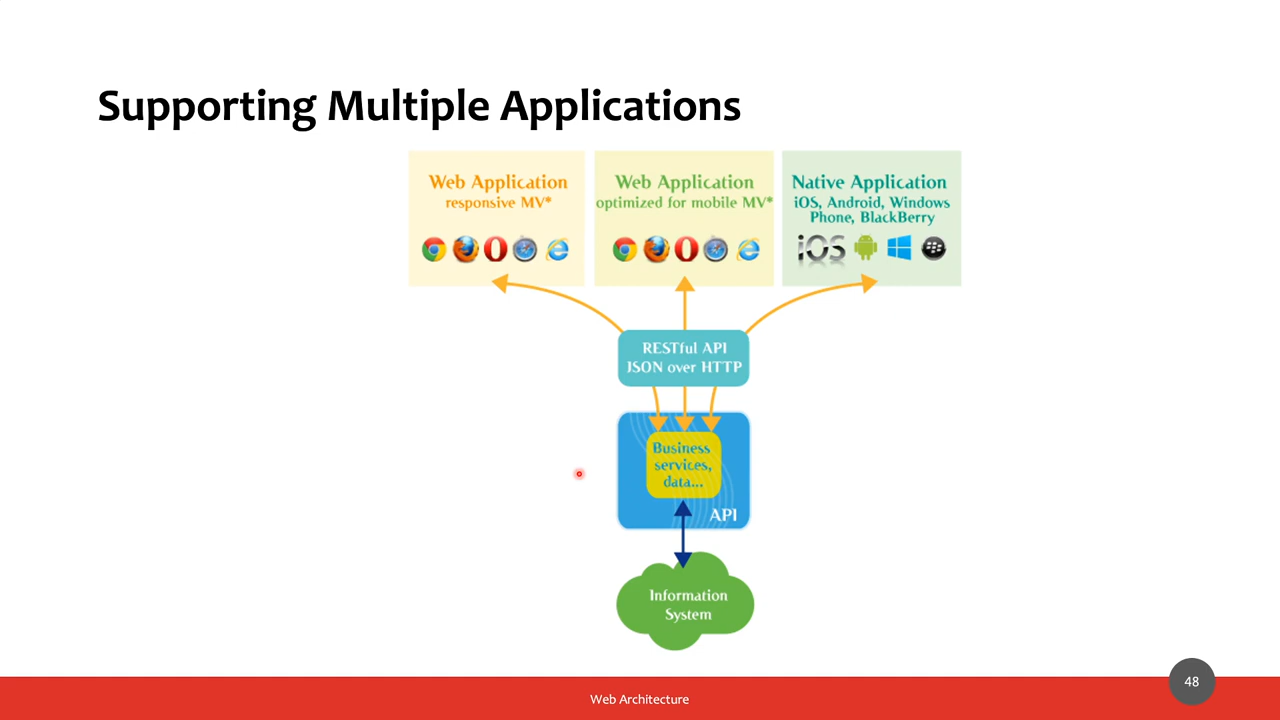 Supporting Multiple Applications
Web Application
responsive MV*
Web Application
optimized for mobile MV*
Native Application
iOS, Android, Windows
Phone, BlackBerry
iOS
RESTful API
JSON over HTTP
Business
services,
data...
API
Information
System
Web Architecture
48